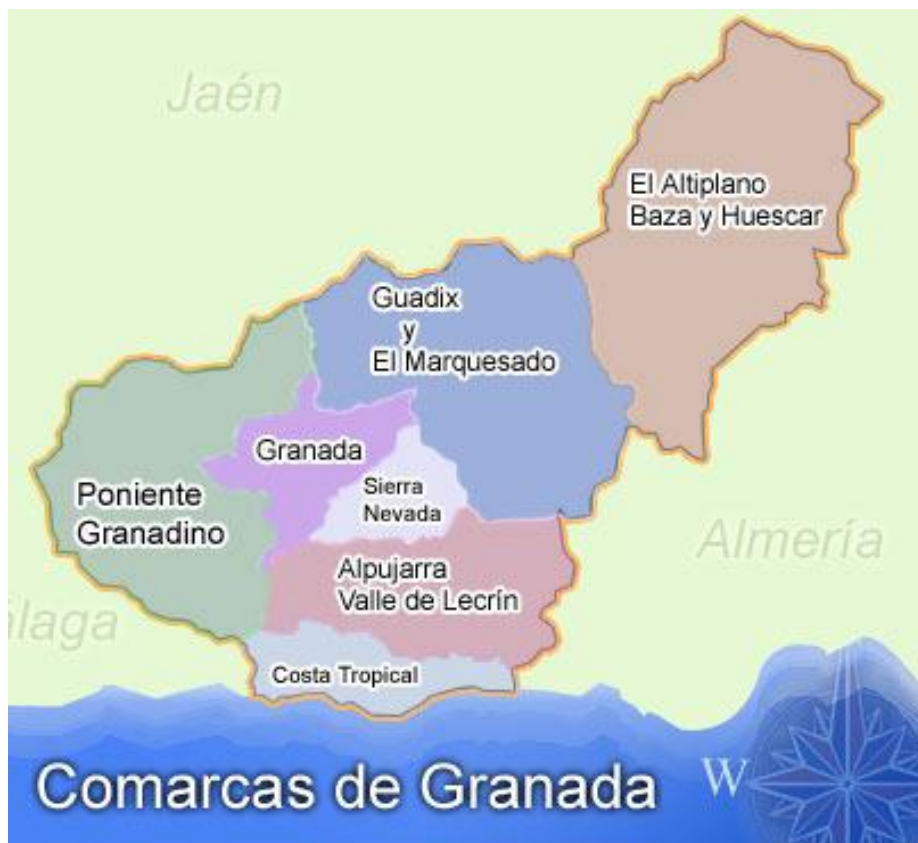 Jaén
El Altiplano
Baza y Huescar
Guadix
y
El Marquesado
Granada
Sierra
Nevada
Poniente
Granadino
Almería
Alpujarra
Valle de Lecrín
álaga
Costa Tropical
Comarcas de Granada
W